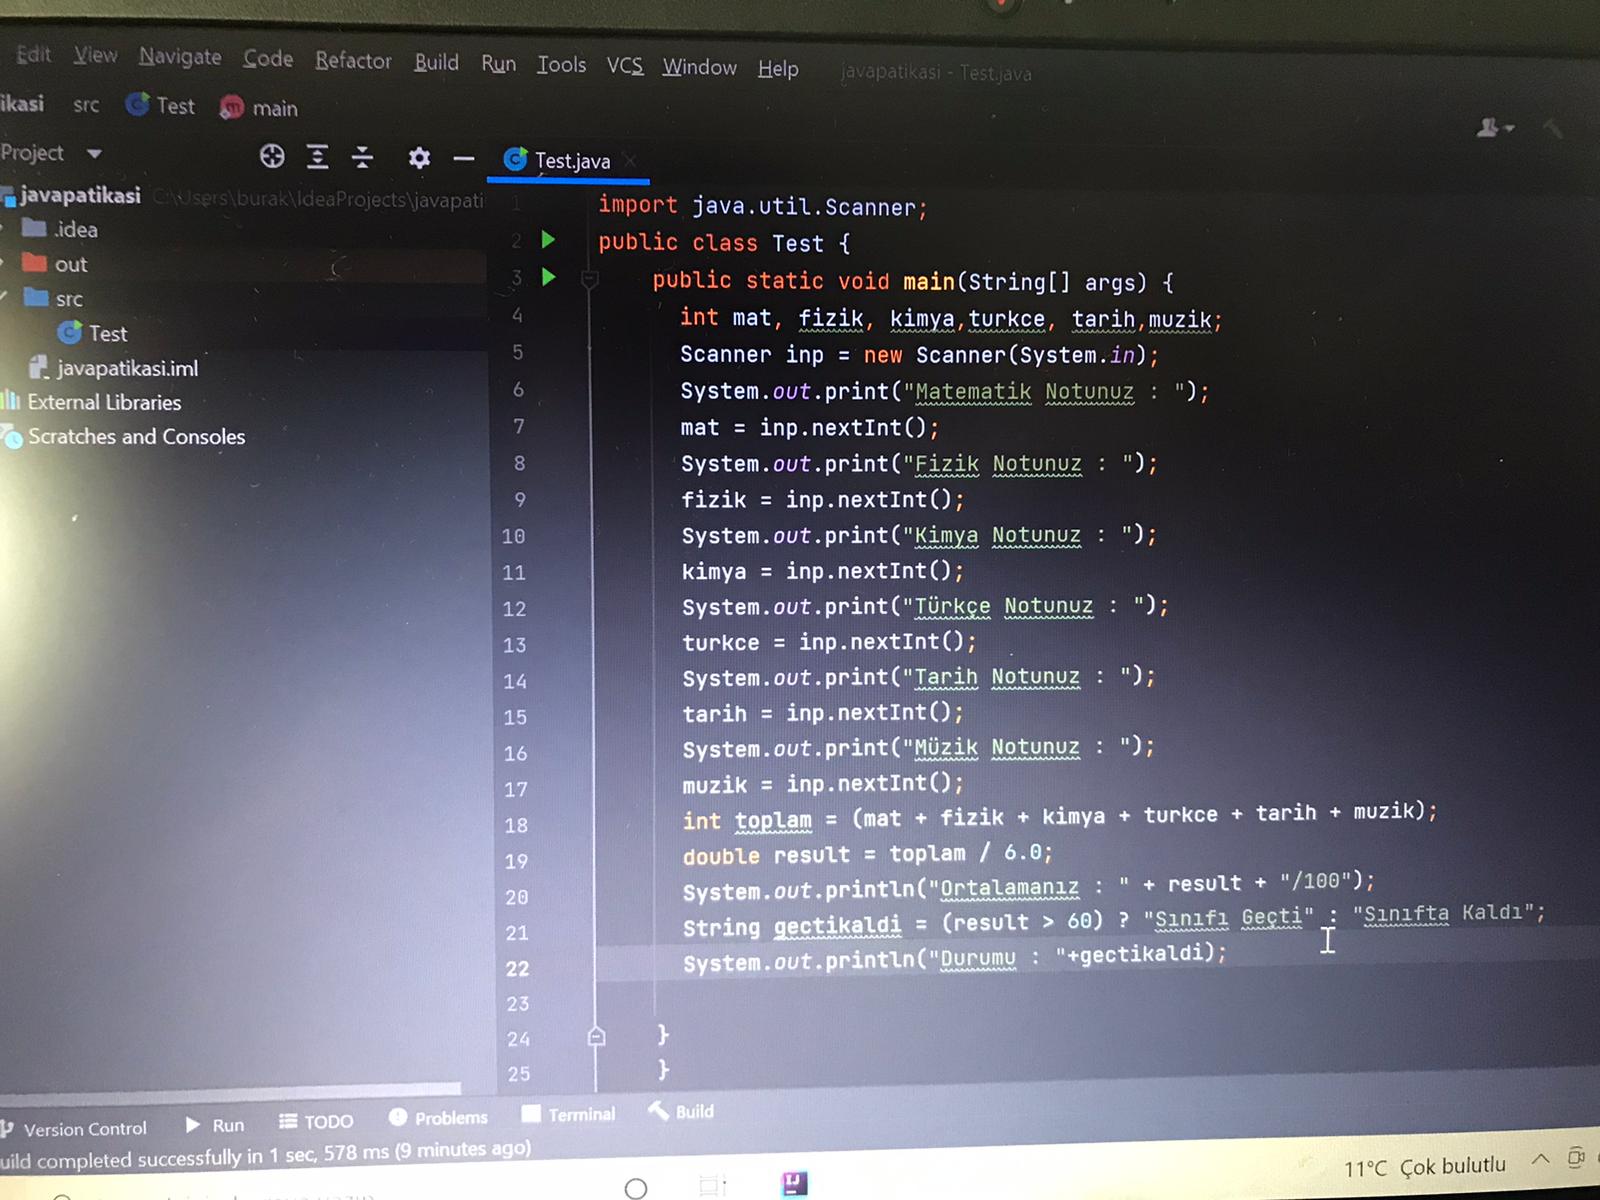 Edit View Navigate Code Refactor Build Run Tools VCS Window Help javapatikasi - Test.java
ikasi src Test main
Project
Test.java
javapatikasi C:\Users\burak\IdeaProjects\javapati
.idea
out
src
Test
javapatikasi.iml
External Libraries
Scratches and Consoles
1 import java.util.Scanner;
2 public class Test {
3 public static void main(String[] args) {
4 int mat, fizik, kimya,turkce, tarih,muzik;
5 Scanner inp = new Scanner(System.in);
6 System.out.print("Matematik Notunuz : ");
7 mat = inp.nextInt();
8 System.out.print("Fizik Notunuz : ");
9 fizik = inp.nextInt();
10 System.out.print("Kimya Notunuz : ");
11 kimya = inp.nextInt();
12 System.out.print("Türkçe Notunuz : ");
13 turkce = inp.nextInt();
14 System.out.print("Tarih Notunuz : ");
15 tarih = inp.nextInt();
16 System.out.print("Müzik Notunuz : ");
17 muzik = inp.nextInt();
18 int toplam = (mat + fizik + kimya + turkce + tarih + muzik);
19 double result = toplam / 6.0;
20 System.out.println("Ortalamanız : " + result + "/100");
21 String gectikaldi = (result > 60) ? "Sınıfı Geçti" : "Sınıfta Kaldı";
22 System.out.println("Durumu : "+gectikaldi);
23
24 }
25 }
Version Control Run TODO Problems Terminal Build
uild completed successfully in 1 sec, 578 ms (9 minutes ago)
11°C Çok bulutlu